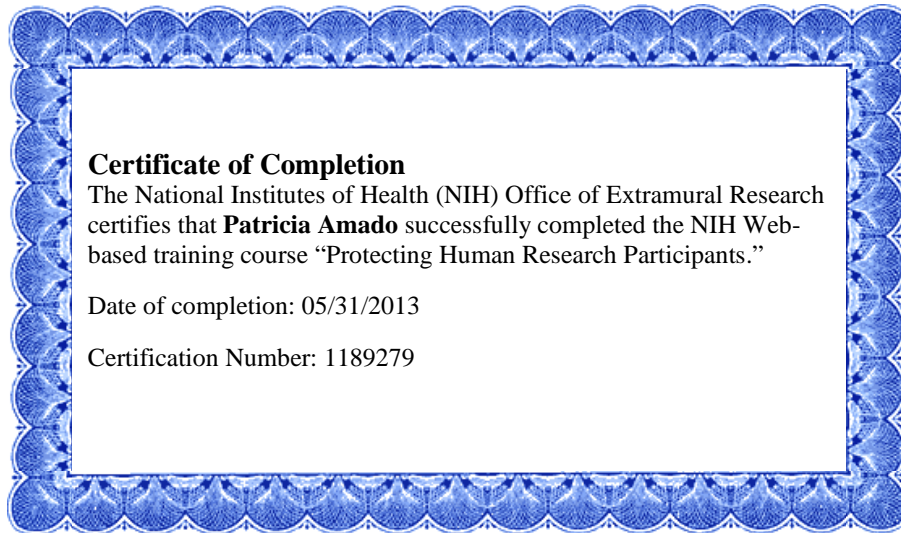 Certificate of Completion
The National Institutes of Health (NIH) Office of Extramural Research
certifies that Patricia Amado successfully completed the NIH Web-
based training course “Protecting Human Research Participants.”
Date of completion: 05/31/2013
Certification Number: 1189279